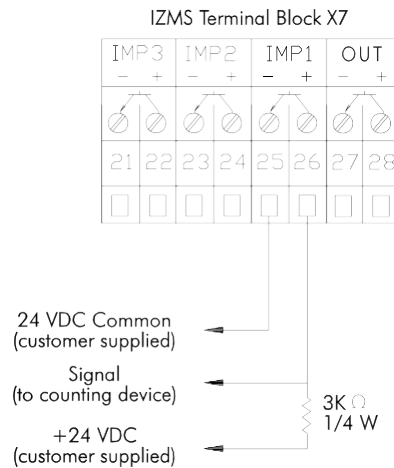 IZMS Terminal Block X7
IMP3 IMP2 IMP1 OUT
− + − + − + − +
21 22 23 24 25 26 27 28
24 VDC Common
(customer supplied)
Signal
(to counting device)
3K Ω
1/4 W
+24 VDC
(customer supplied)